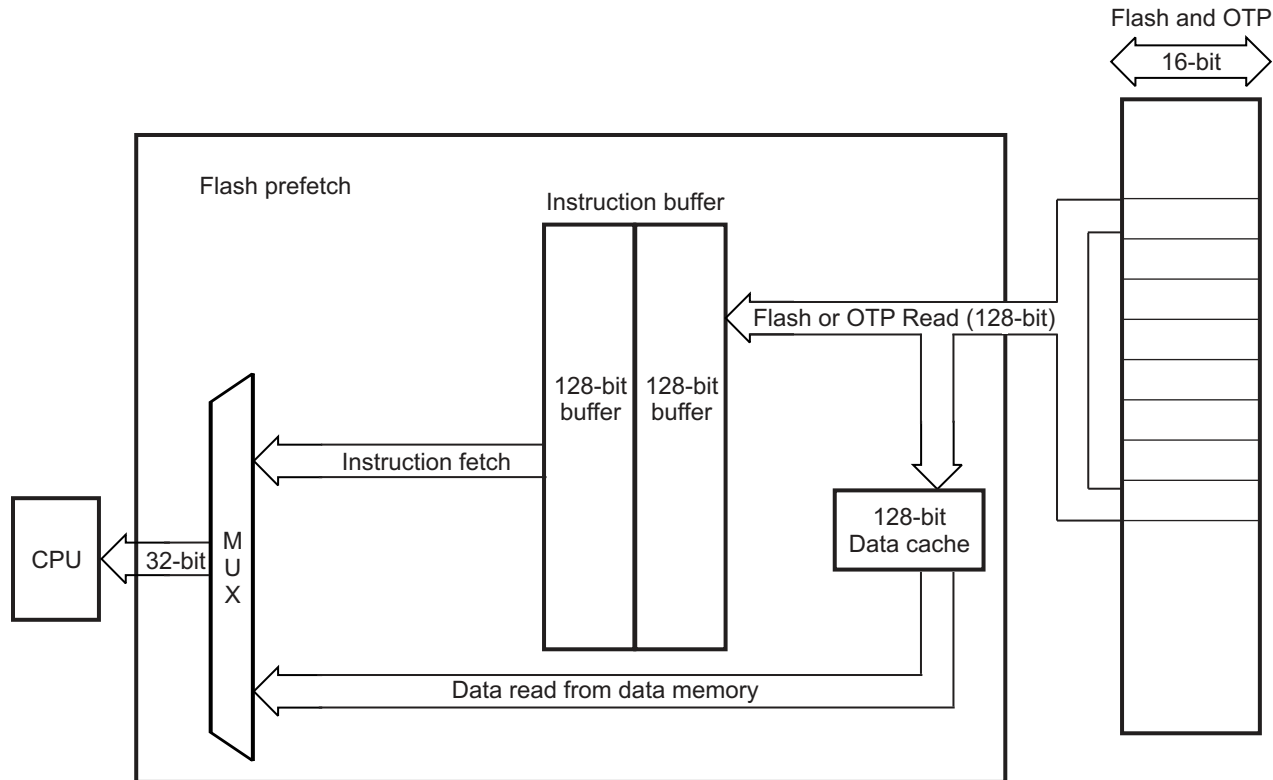 Flash and OTP
16-bit
Flash prefetch
Instruction buffer
Flash or OTP Read (128-bit)
128-bit
buffer
128-bit
buffer
Instruction fetch
128-bit
Data cache
CPU
32-bit
M
U
X
Data read from data memory